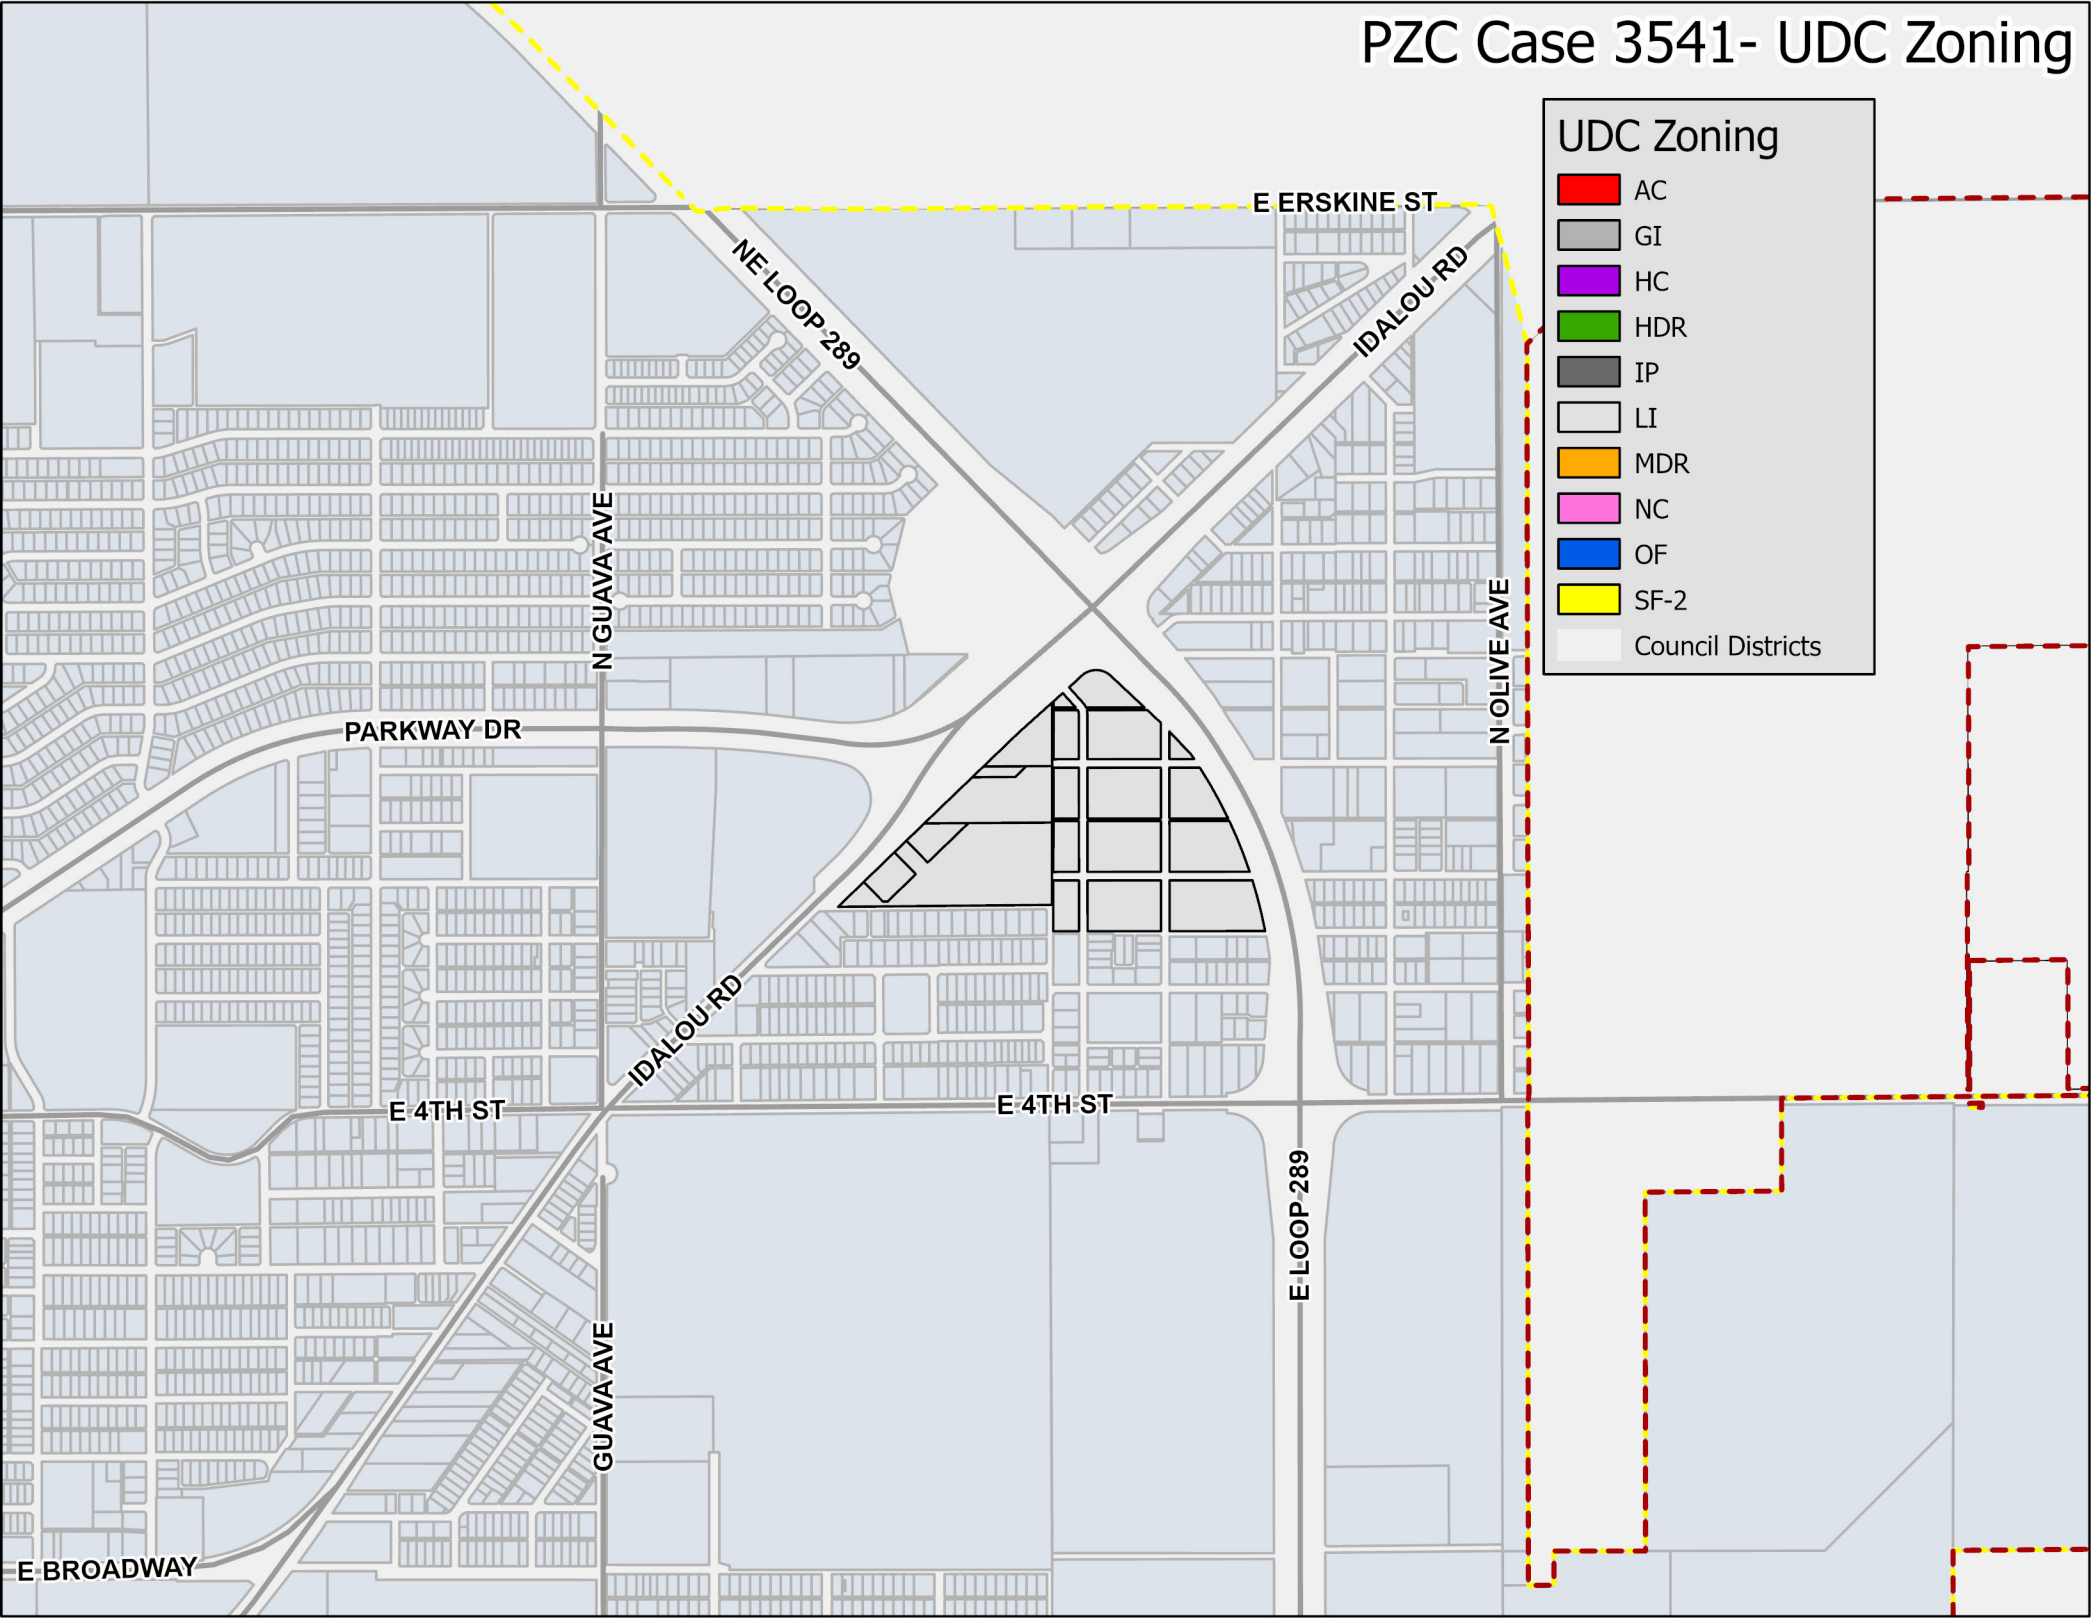 PZC Case 3541- UDC Zoning
UDC Zoning
AC
GI
HC
HDR
IP
LI
MDR
NC
OF
SF-2
Council Districts
E ERSKINE ST
NE LOOP 289
IDALOU RD
N GUAVA AVE
N OLIVE AVE
PARKWAY DR
IDALOU RD
E 4TH ST
E 4TH ST
E LOOP 289
GUAVA AVE
E BROADWAY